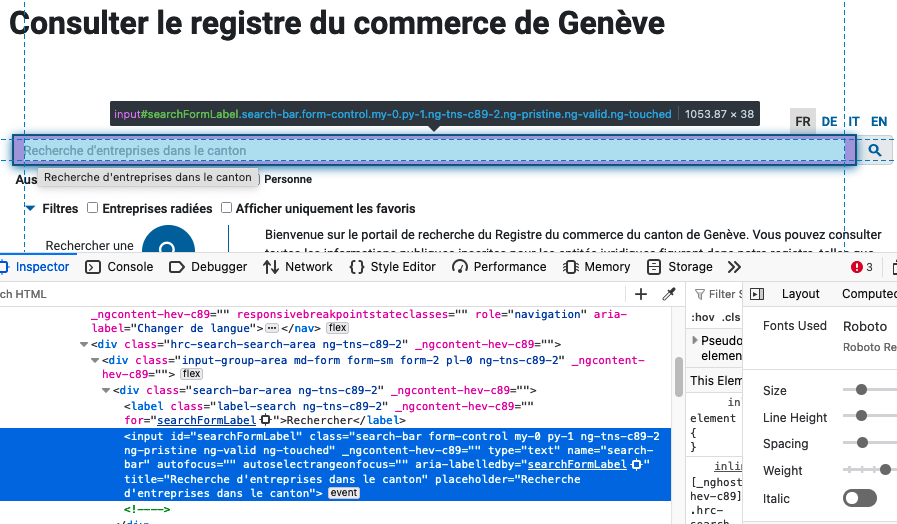 Consulter le registre du commerce de Genève
input#searchFormLabel.search-bar.form-control.my-0.py-1.ng-tns-c89-2.ng-pristine.ng-valid.ng-touched 1053.87 × 38
FR DE IT EN
Recherche d'entreprises dans le canton
Aus
Recherche d'entreprises dans le canton
Personne
Filtres Entreprises radiées Afficher uniquement les favoris
Rechercher une
Bienvenue sur le portail de recherche du Registre du commerce du canton de Genève. Vous pouvez consulter
Inspector Console Debugger Network Style Editor Performance Memory Storage 3
ch HTML
Filter S
Layout Computed
_ngcontent-hev-c89="" responsivebreakpointstateclasses="" role="navigation" aria-
label="Changer de langue"> </nav> flex
<div class="hrc-search-search-area ng-tns-c89-2" _ngcontent-hev-c89="">
<div class="input-group-area md-form form-sm form-2 pl-0 ng-tns-c89-2" _ngcontent-
hev-c89=""> flex
<div class="search-bar-area ng-tns-c89-2" _ngcontent-hev-c89="">
<label class="label-search ng-tns-c89-2" _ngcontent-hev-c89=""
for="searchFormLabel">Rechercher</label>
<input id="searchFormLabel" class="search-bar form-control my-0 py-1 ng-tns-c89-2
ng-pristine ng-valid ng-touched" _ngcontent-hev-c89="" type="text" name="search-
bar" autofocus="" autoselectrangeonfocus="" aria-labelledby="searchFormLabel"
title="Recherche d'entreprises dans le canton" placeholder="Recherche
d'entreprises dans le canton"> event
<!---->
</div>
:hov .cls
Pseudo
elemen
This Elem
in
element
{
}
inlin
[_nghost
hev-c89]
.hrc-
search-
Fonts Used Roboto
Roboto Re
Size
Line Height
Spacing
Weight
Italic